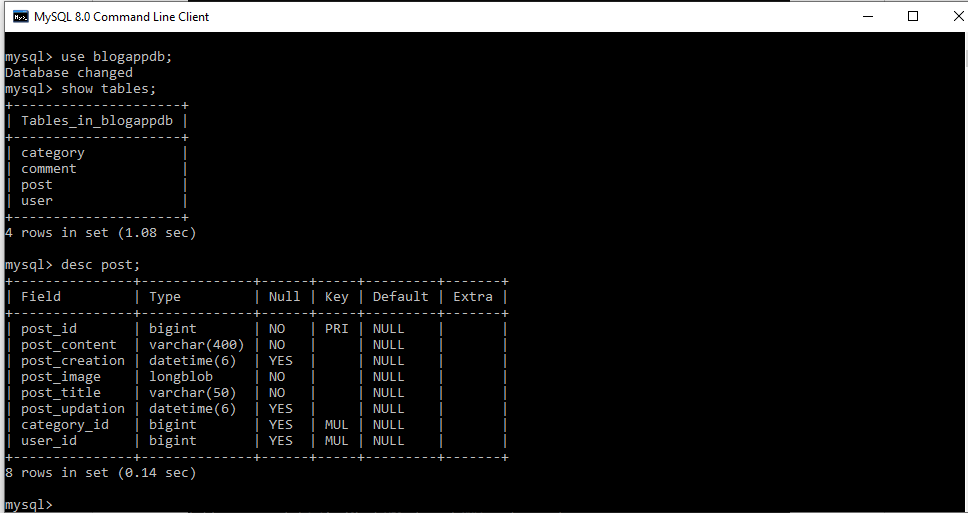 MySQL 8.0 Command Line Client
mysql> use blogappdb;
Database changed
mysql> show tables;
+---------------------+
| Tables_in_blogappdb |
+---------------------+
| category            |
| comment             |
| post                |
| user                |
+---------------------+
4 rows in set (1.08 sec)
mysql> desc post;
+---------------+--------------+------+-----+---------+-------+
| Field         | Type         | Null | Key | Default | Extra |
+---------------+--------------+------+-----+---------+-------+
| post_id       | bigint       | NO   | PRI | NULL    |       |
| post_content  | varchar(400) | NO   |     | NULL    |       |
| post_creation | datetime(6)  | YES  |     | NULL    |       |
| post_image    | longblob     | NO   |     | NULL    |       |
| post_title    | varchar(50)  | NO   |     | NULL    |       |
| post_updation | datetime(6)  | YES  |     | NULL    |       |
| category_id   | bigint       | YES  | MUL | NULL    |       |
| user_id       | bigint       | YES  | MUL | NULL    |       |
+---------------+--------------+------+-----+---------+-------+
8 rows in set (0.14 sec)
mysql>